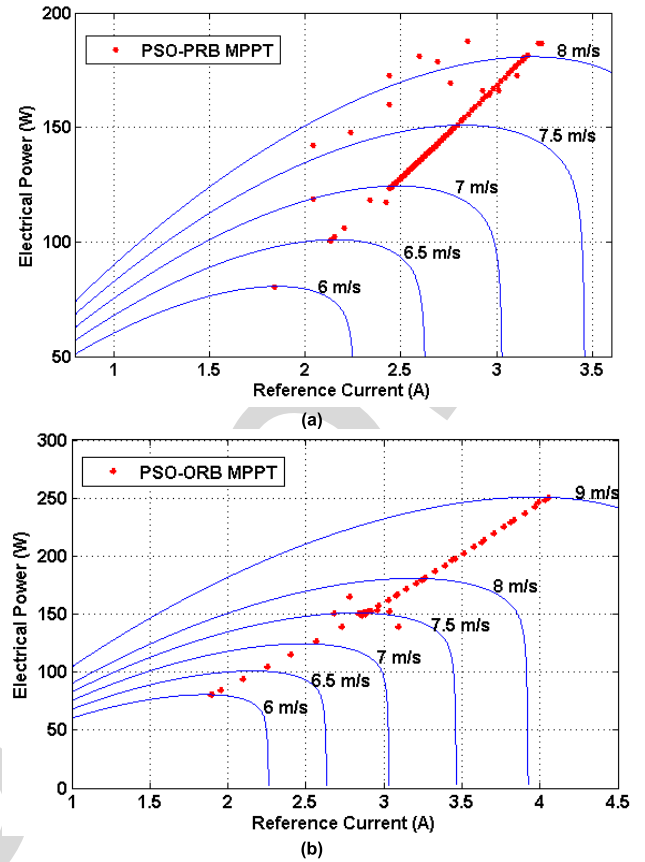 200
150
100
50
Electrical Power (W)
PSO-PRB MPPT
8 m/s
7.5 m/s
7 m/s
6.5 m/s
6 m/s
1 1.5 2 2.5 3 3.5
Reference Current (A)
(a)
300
250
200
150
100
50
0
Electrical Power (W)
PSO-ORB MPPT
9 m/s
8 m/s
7.5 m/s
7 m/s
6.5 m/s
6 m/s
1 1.5 2 2.5 3 3.5 4 4.5
Reference Current (A)
(b)